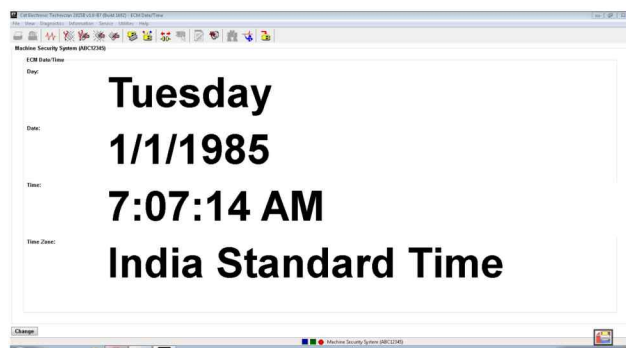 Cat Electronic Technician 2025B v1.0 87 (Build 1692) - ECM Date/Time
File View Diagnostics Information Service Utilities Help
Machine Security System (ABC12345)
ECM Date/Time
Day:
Tuesday
Date:
1/1/1985
Time:
7:07:14 AM
Time Zone:
India Standard Time
Change
Machine Security System (ABC12345)